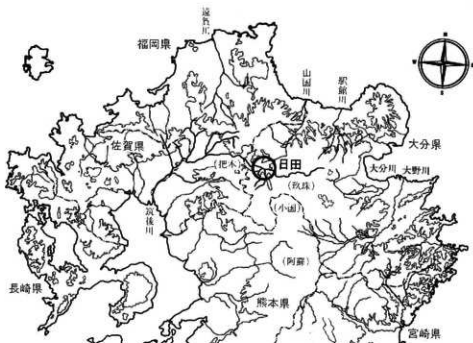 遠賀川
福岡県
山国川
駅館川
N
W
E
S
佐賀県
(把木)
日田
大分県
(玖珠)
大分川
大野川
(小国)
筑後川
(阿蘇)
長崎県
熊本県
宮崎県